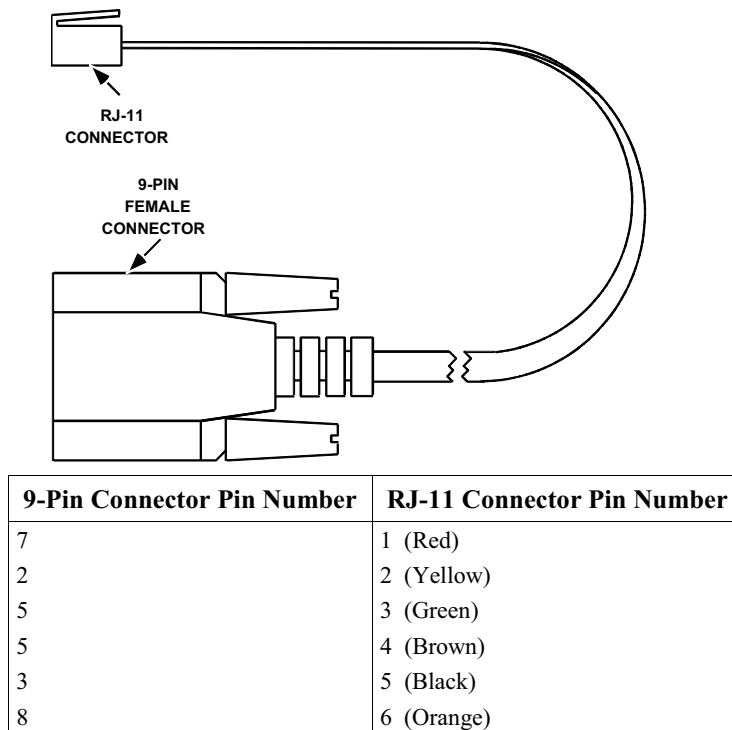 RJ-11
CONNECTOR
9-PIN
FEMALE
CONNECTOR
9-Pin Connector Pin Number RJ-11 Connector Pin Number
7 1 (Red)
2 2 (Yellow)
5 3 (Green)
5 4 (Brown)
3 5 (Black)
8 6 (Orange)